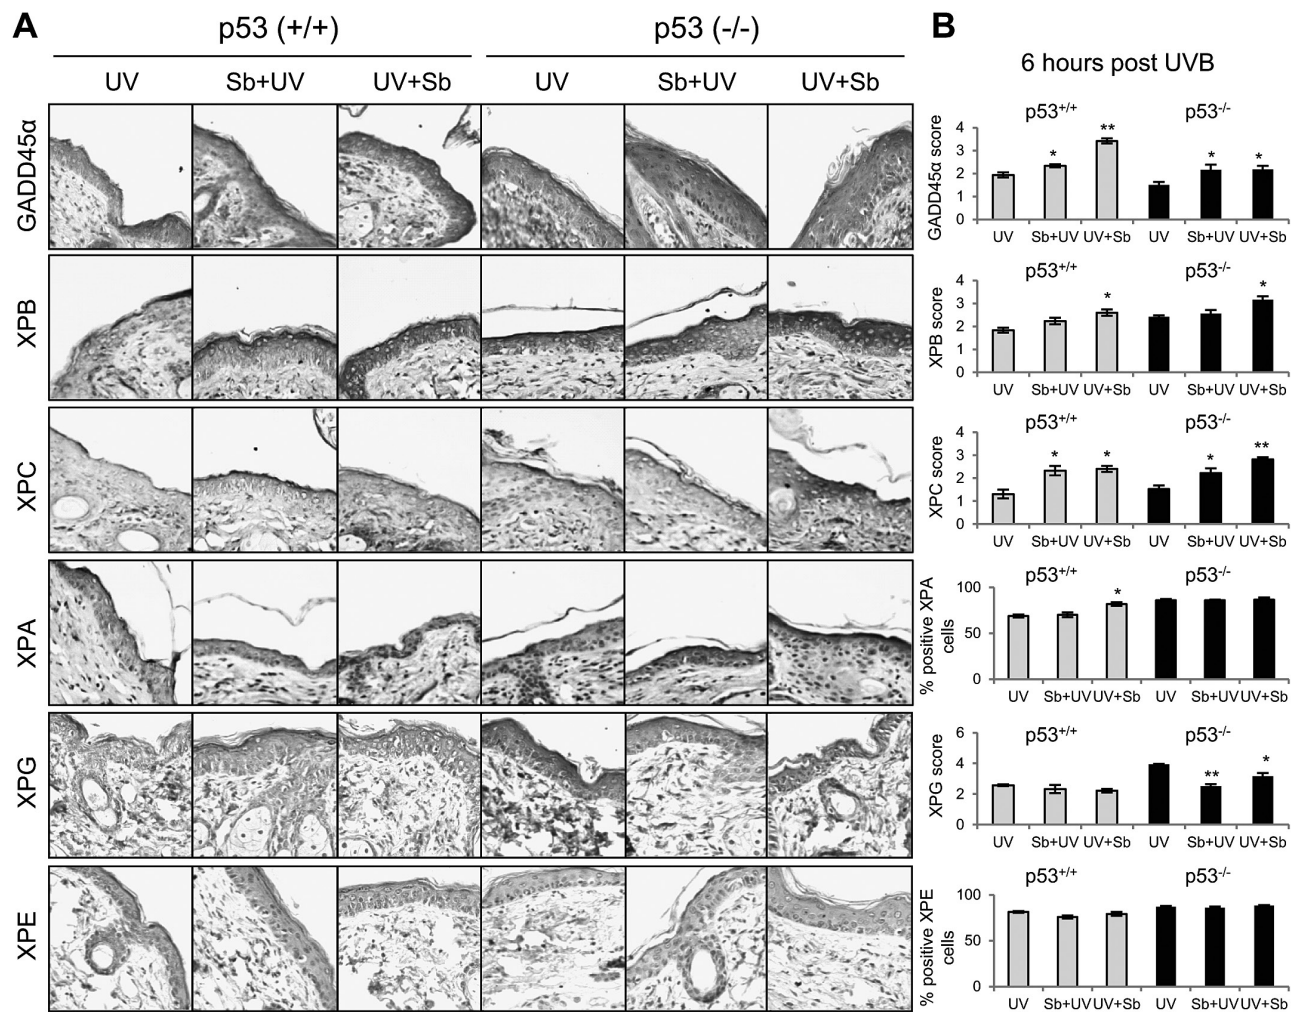 A
p53 (+/+)
p53 (-/-)
UV
Sb+UV
UV+Sb
UV
Sb+UV
UV+Sb
GADD45α
XPB
XPC
XPA
XPG
XPE
B
6 hours post UVB
p53+/+
p53-/-
GADD45α score
4
3
2
1
0
*
**
*
*
UV
Sb+UV
UV+Sb
UV
Sb+UV
UV+Sb
p53+/+
p53-/-
XPB score
4
3
2
1
0
*
*
UV
Sb+UV
UV+Sb
UV
Sb+UV
UV+Sb
p53+/+
p53-/-
XPC score
4
3
2
1
0
*
*
*
**
UV
Sb+UV
UV+Sb
UV
Sb+UV
UV+Sb
p53+/+
p53-/-
% positive XPA
cells
100
50
0
*
UV
Sb+UV
UV+Sb
UV
Sb+UV
UV+Sb
p53+/+
p53-/-
XPG score
6
4
2
0
**
*
UV
Sb+UV
UV+Sb
UV
Sb+UV
UV+Sb
p53+/+
p53-/-
% positive XPE
cells
100
50
0
UV
Sb+UV
UV+Sb
UV
Sb+UV
UV+Sb